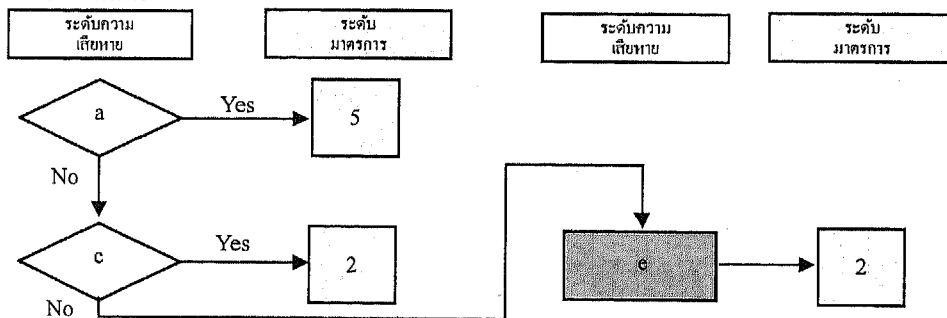 ระดับความ
เสียหาย
ระดับ
มาตรการ
ระดับความ
เสียหาย
ระดับ
มาตรการ
a
Yes
5
No
c
Yes
2
e
2
No